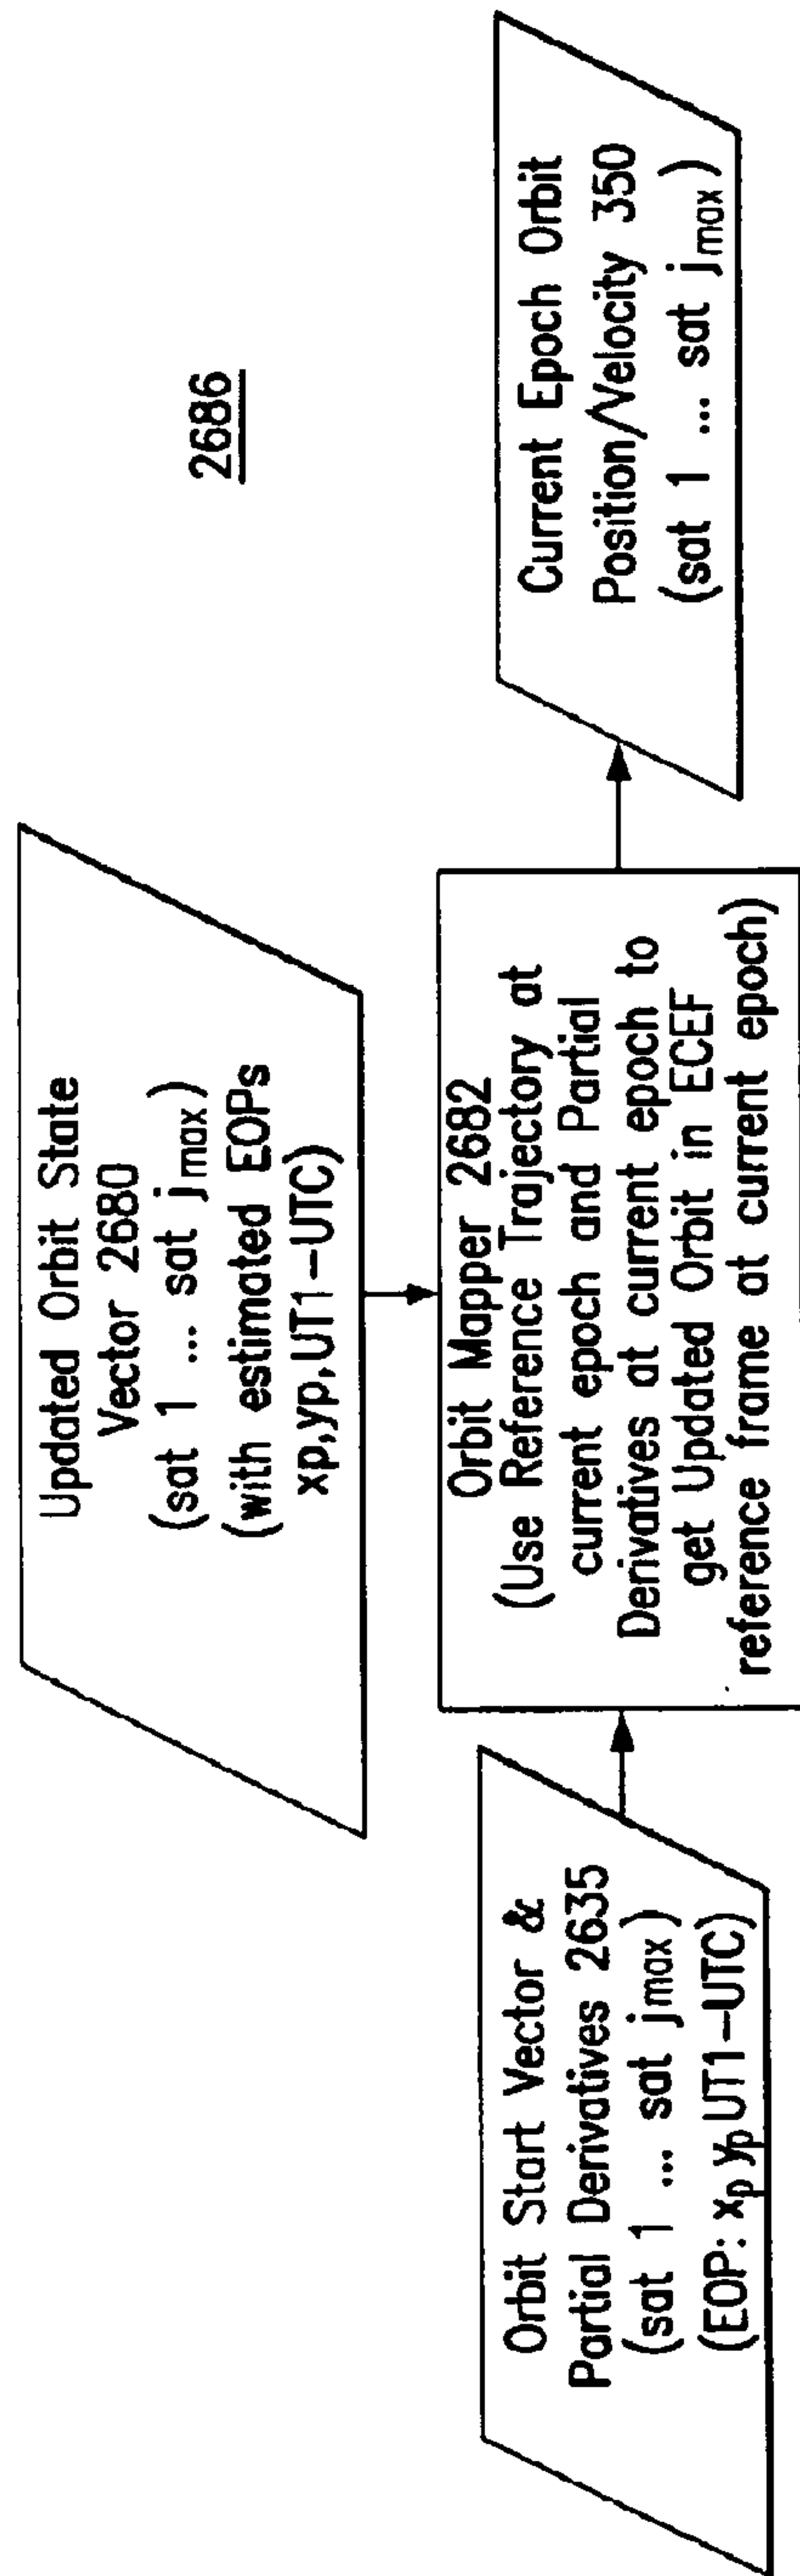 2686
Updated Orbit State
Vector 2680
(sat 1 ... sat jmax)
(with estimated EOPs
xp,yp,UT1-UTC)
Orbit Start Vector &
Partial Derivatives 2635
(sat 1 ... sat jmax)
(EOP: xp yp UT1-UTC)
Orbit Mapper 2682
(Use Reference Trajectory at
current epoch and Partial
Derivatives at current epoch to
get Updated Orbit in ECEF
reference frame at current epoch)
Current Epoch Orbit
Position/Velocity 350
(sat 1 ... sat jmax)